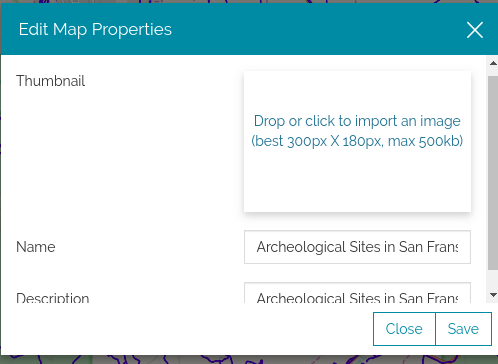 Edit Map Properties
Thumbnail
Drop or click to import an image
(best 300px X 180px, max 500kb)
Name
Archeological Sites in San Frans
Description
Archeological Sites in San Frans
Close
Save